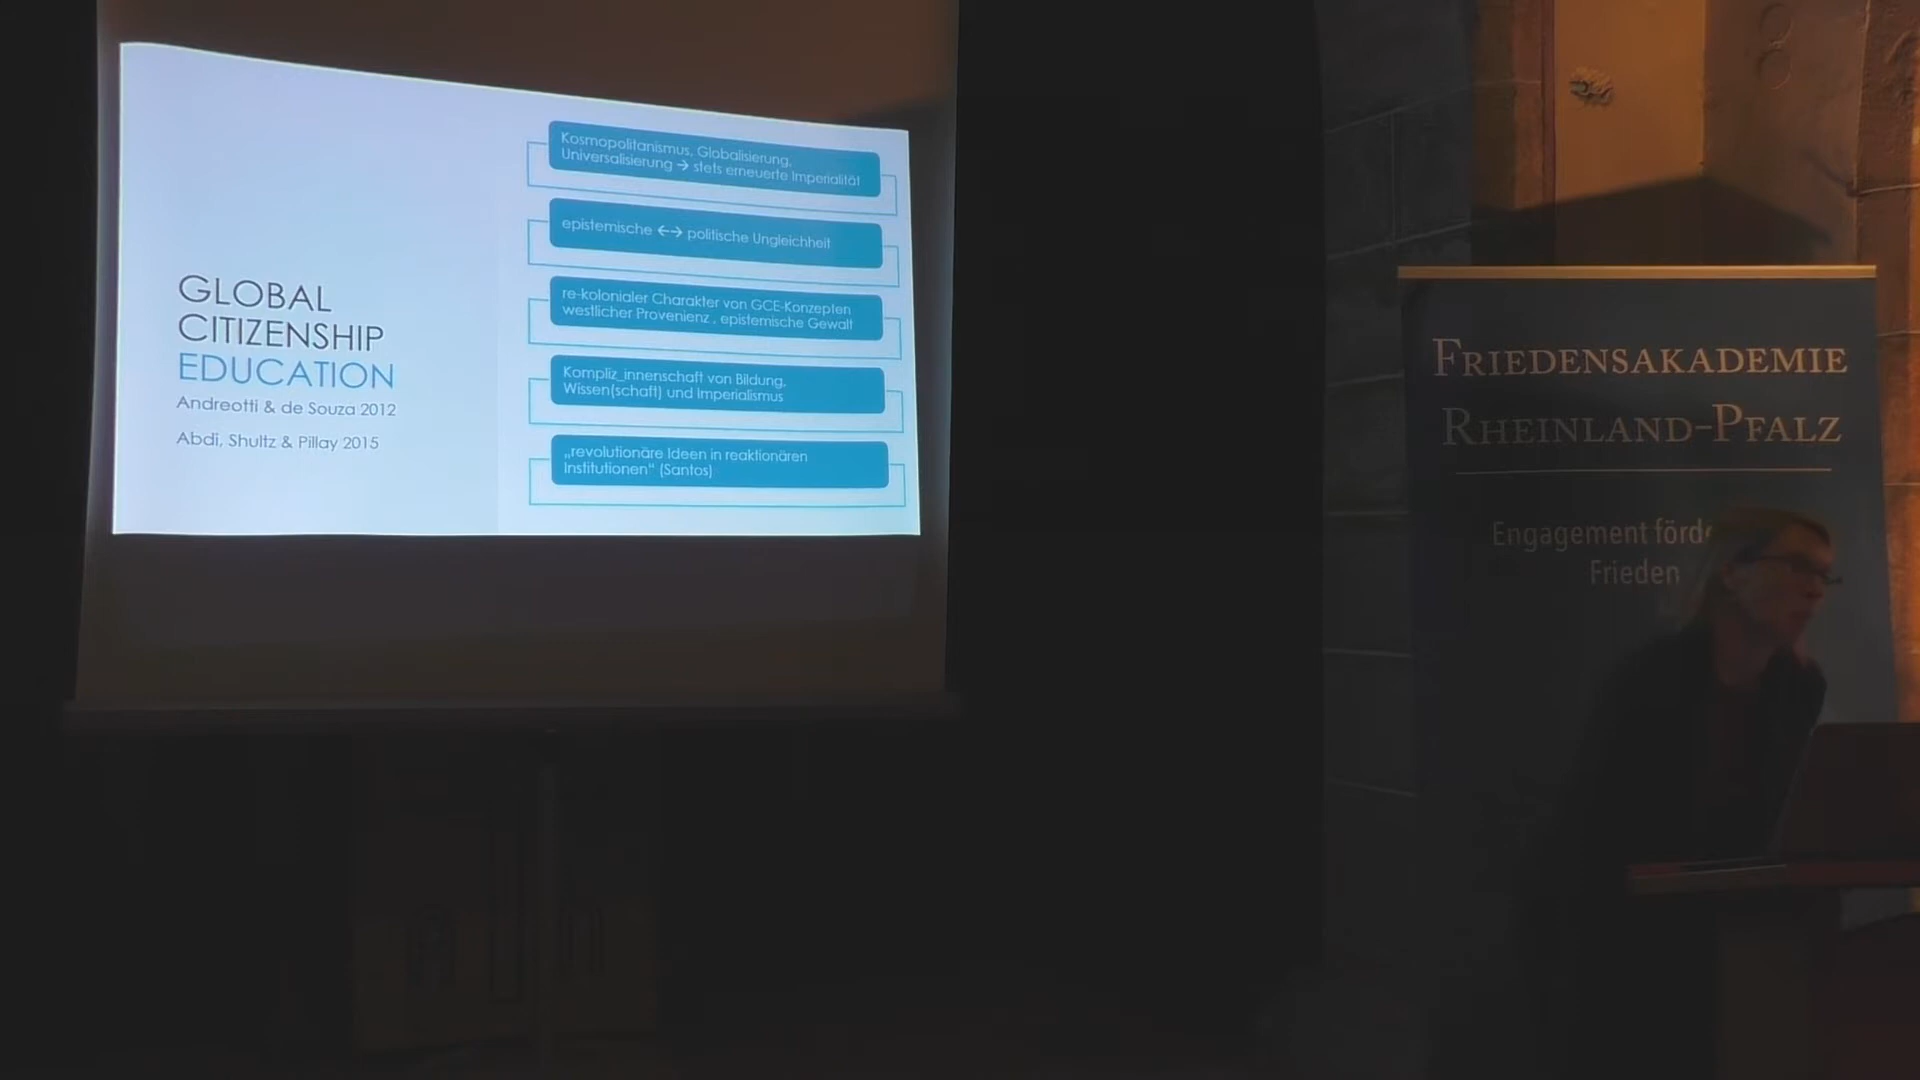 GLOBAL
CITIZENSHIP
EDUCATION
Andreotti & de Souza 2012
Abdi, Shultz & Pillay 2015
Kosmopolitanismus, Globalisierung,
Universalisierung → stets erneuerte Imperialität
epistemische ←→ politische Ungleichheit
re-kolonialer Charakter von GCE-Konzepten
westlicher Provenienz , epistemische Gewalt
Kompliz_innenschaft von Bildung,
Wissen(schaft) und Imperialismus
„revolutionäre Ideen in reaktionären
Institutionen“ (Santos)
FRIEDENSAKADEMIE
RHEINLAND-PFALZ
Engagement
Frieden